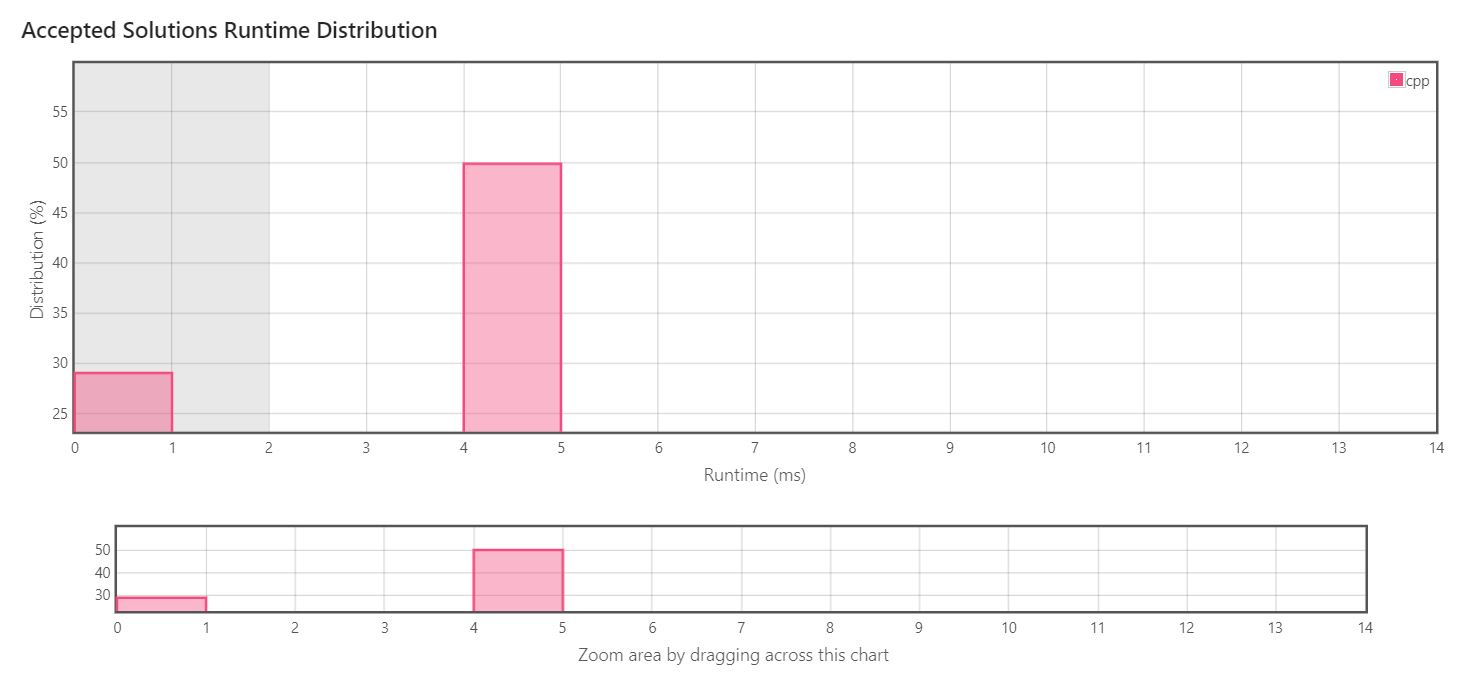 Accepted Solutions Runtime Distribution
cpp
55
50
45
40
35
30
25
Distribution (%)
0 1 2 3 4 5 6 7 8 9 10 11 12 13 14
Runtime (ms)
50
40
30
0 1 2 3 4 5 6 7 8 9 10 11 12 13 14
Zoom area by dragging across this chart